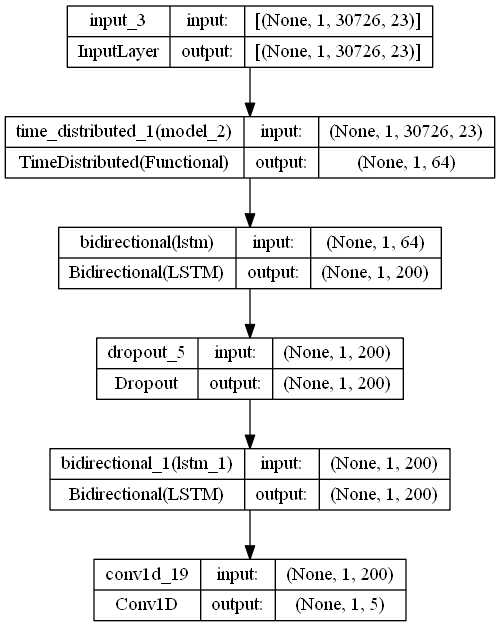 input_3 input: [(None, 1, 30726, 23)]
InputLayer output: [(None, 1, 30726, 23)]
time_distributed_1(model_2) input: (None, 1, 30726, 23)
TimeDistributed(Functional) output: (None, 1, 64)
bidirectional(lstm) input: (None, 1, 64)
Bidirectional(LSTM) output: (None, 1, 200)
dropout_5 input: (None, 1, 200)
Dropout output: (None, 1, 200)
bidirectional_1(lstm_1) input: (None, 1, 200)
Bidirectional(LSTM) output: (None, 1, 200)
conv1d_19 input: (None, 1, 200)
Conv1D output: (None, 1, 5)